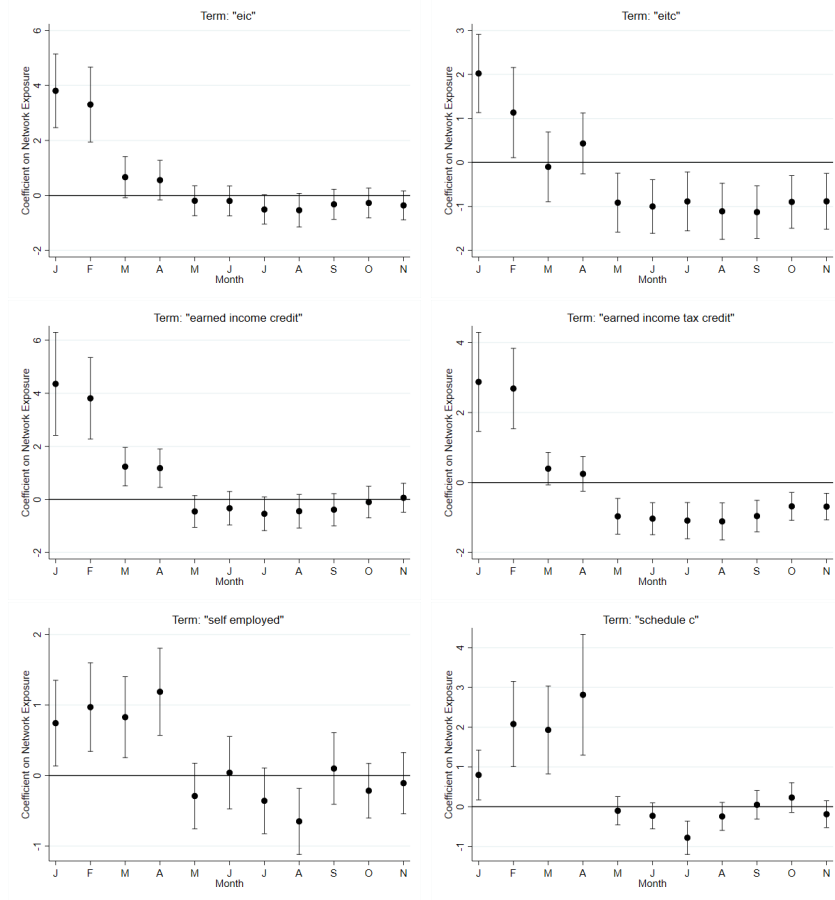 Term: "eic"
Coefficient on Network Exposure
6
4
2
0
-2
J F M A M J J A S O N
Month
Term: "eitc"
Coefficient on Network Exposure
3
2
1
0
-1
-2
J F M A M J J A S O N
Month
Term: "earned income credit"
Coefficient on Network Exposure
6
4
2
0
-2
J F M A M J J A S O N
Month
Term: "earned income tax credit"
Coefficient on Network Exposure
4
2
0
-2
J F M A M J J A S O N
Month
Term: "self employed"
Coefficient on Network Exposure
2
1
0
-1
J F M A M J J A S O N
Month
Term: "schedule c"
Coefficient on Network Exposure
4
3
2
1
0
-1
J F M A M J J A S O N
Month